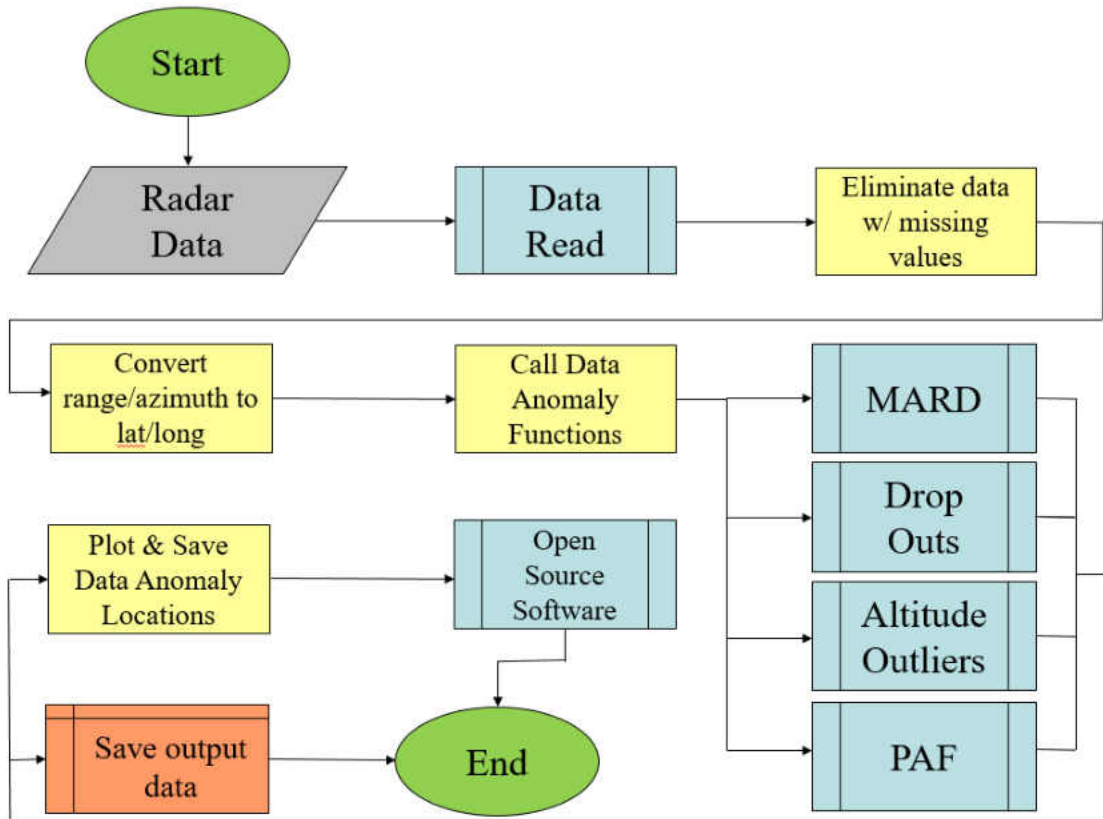 Start
Radar
Data
Data
Read
Eliminate data
w/ missing
values
Convert
range/azimuth to
lat/long
Call Data
Anomaly
Functions
MARD
Drop
Outs
Altitude
Outliers
PAF
Plot & Save
Data Anomaly
Locations
Open
Source
Software
Save output
data
End